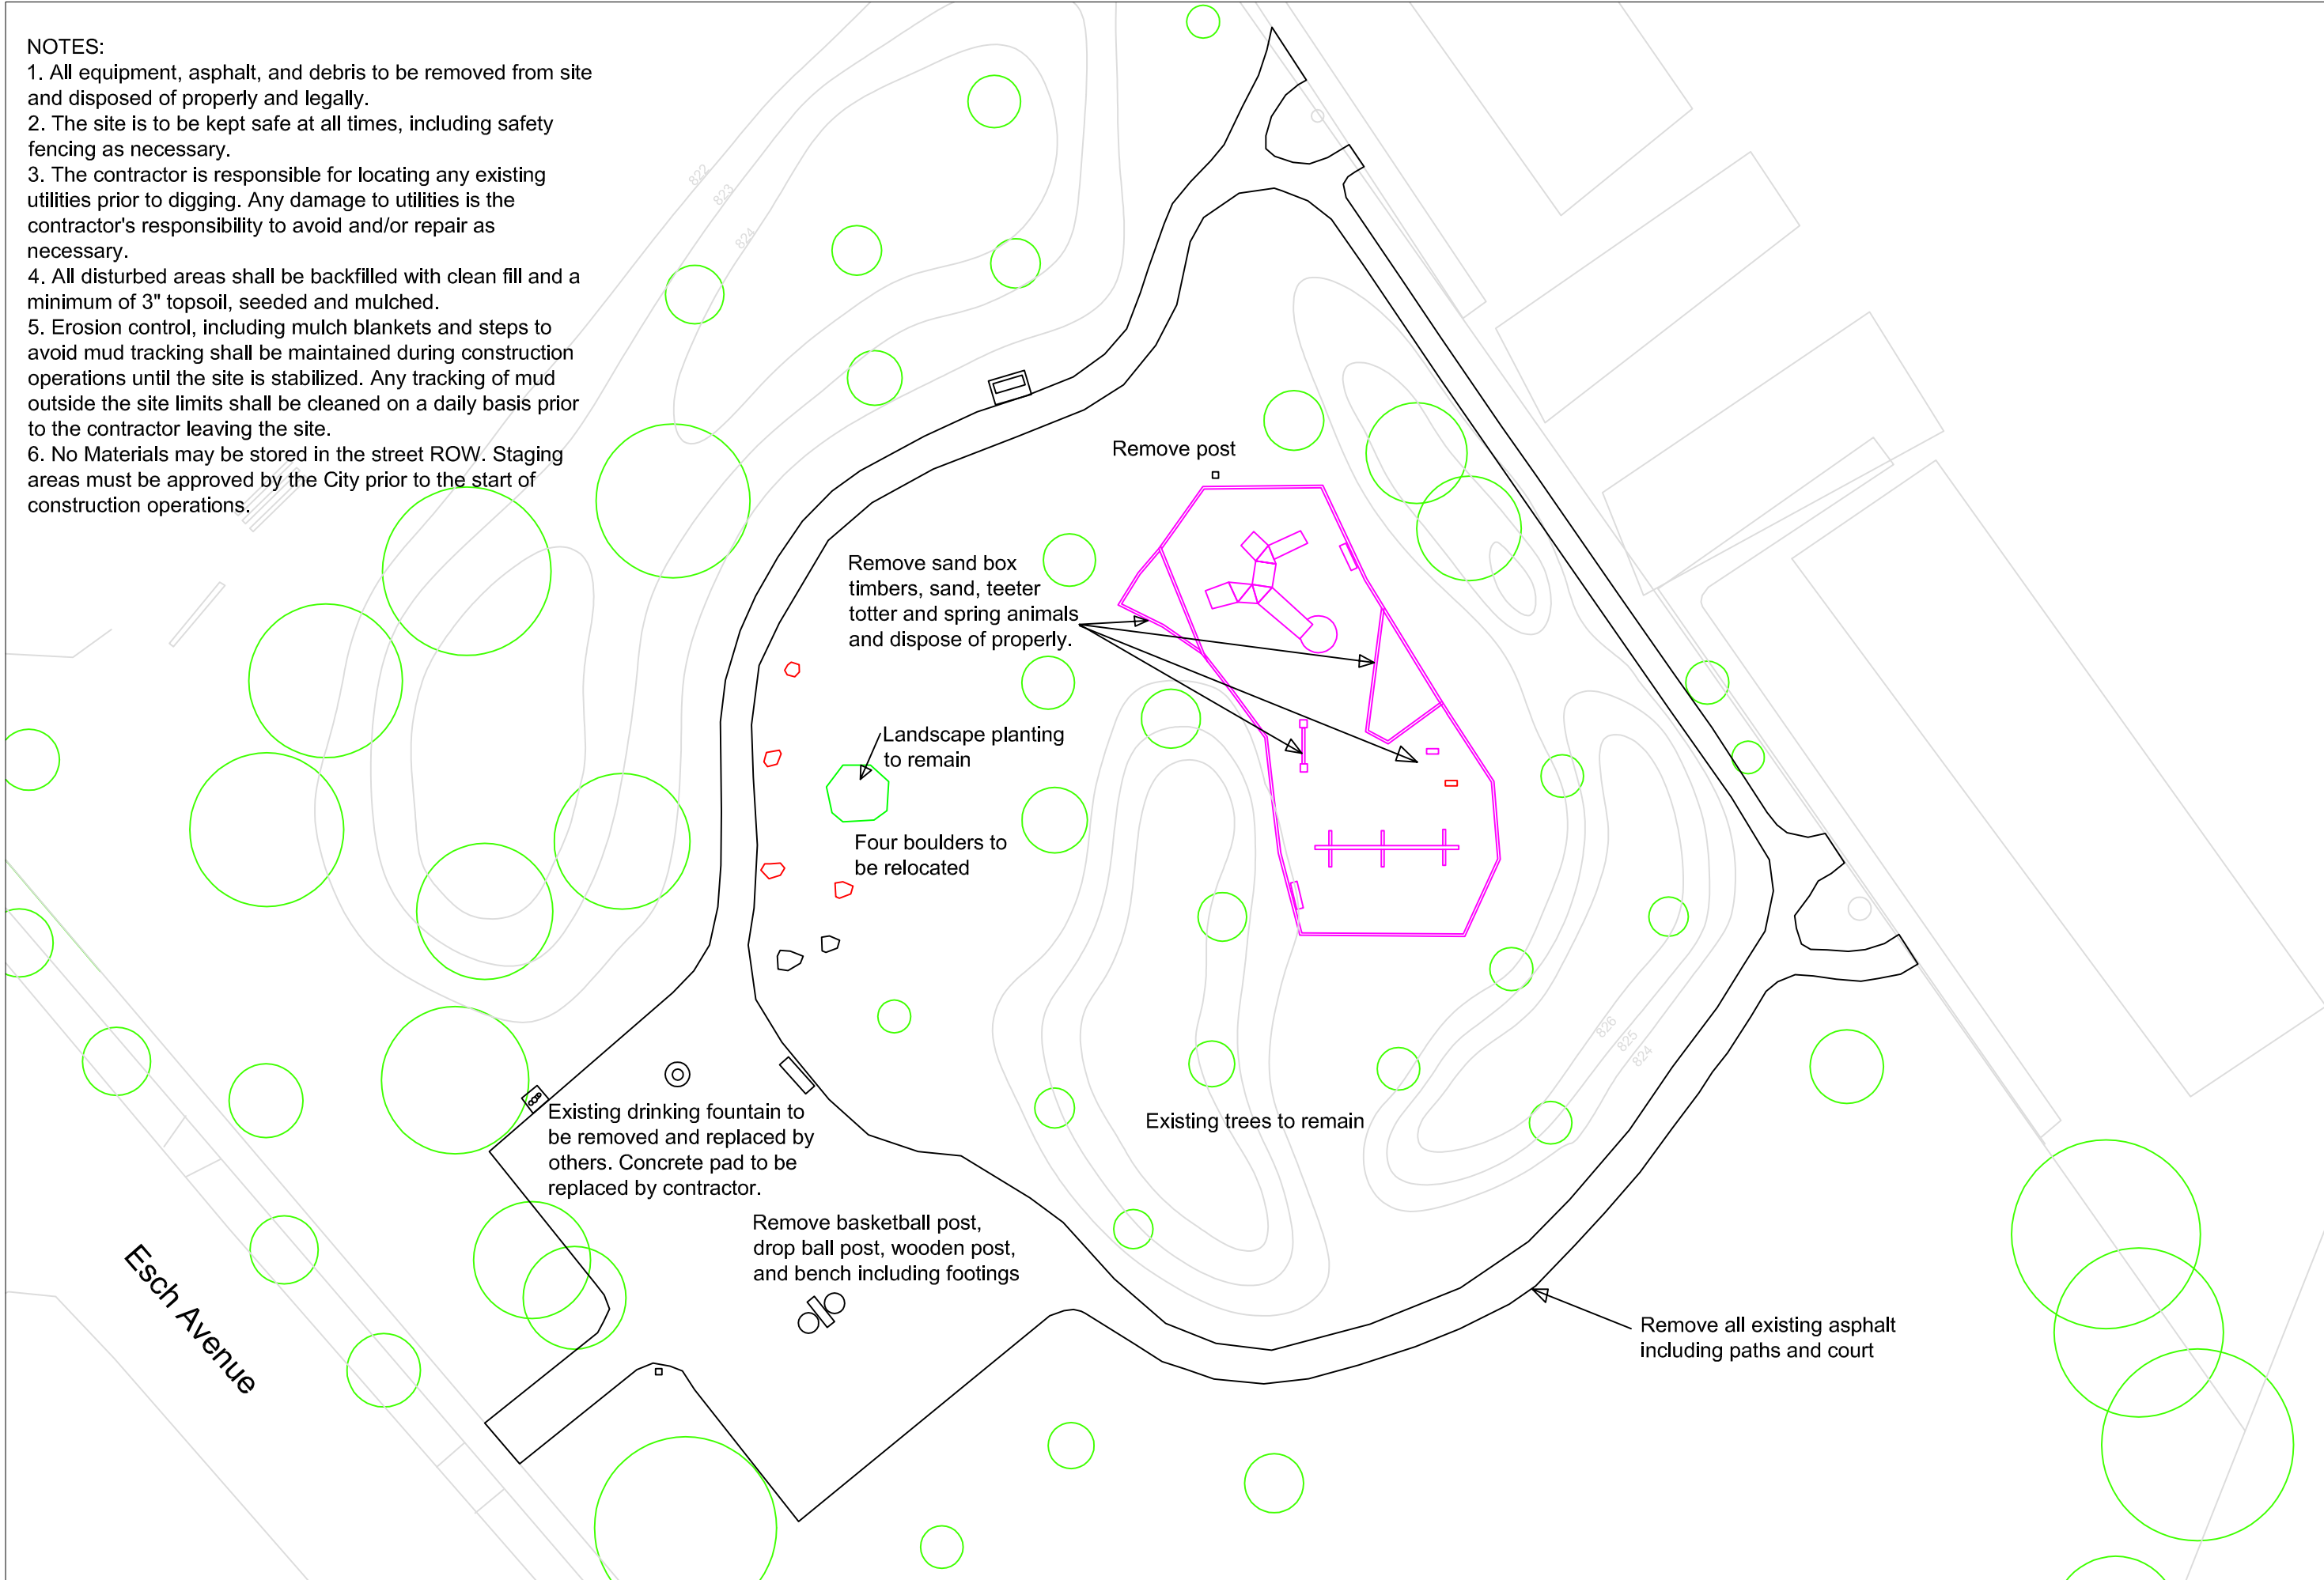 NOTES:
1. All equipment, asphalt, and debris to be removed from site
and disposed of properly and legally.
2. The site is to be kept safe at all times, including safety
fencing as necessary.
3. The contractor is responsible for locating any existing
utilities prior to digging. Any damage to utilities is the
contractor's responsibility to avoid and/or repair as
necessary.
4. All disturbed areas shall be backfilled with clean fill and a
minimum of 3" topsoil, seeded and mulched.
5. Erosion control, including mulch blankets and steps to
avoid mud tracking shall be maintained during construction
operations until the site is stabilized. Any tracking of mud
outside the site limits shall be cleaned on a daily basis prior
to the contractor leaving the site.
6. No Materials may be stored in the street ROW. Staging
areas must be approved by the City prior to the start of
construction operations.
822
823
824
Remove post
Remove sand box
timbers, sand, teeter
totter and spring animals
and dispose of properly.
Landscape planting
to remain
Four boulders to
be relocated
826
825
824
Existing drinking fountain to
be removed and replaced by
others. Concrete pad to be
replaced by contractor.
Existing trees to remain
Remove basketball post,
drop ball post, wooden post,
and bench including footings
Esch Avenue
Remove all existing asphalt
including paths and court